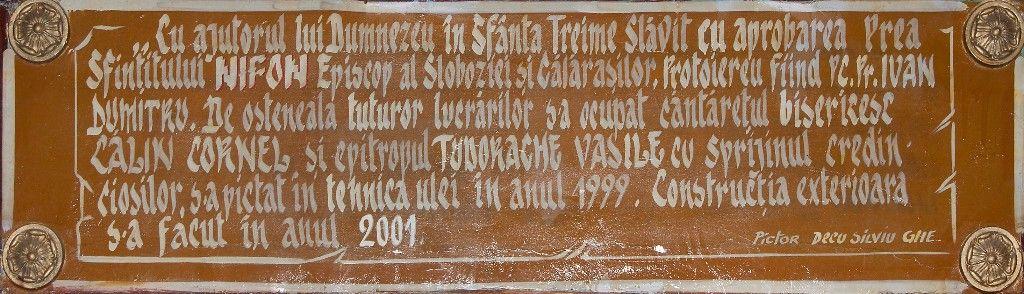 Cu ajutorul lui Dumnezeu în Sfânta Treime Slăvit cu aprobarea Prea
Sfințitului NIFON Episcop al Sloboziei și Călărașilor. Protoiereu fiind P.C. Pr. IVAN
DUMITRU. De osteneala tuturor lucrărilor s-a ocupat cântărețul bisericesc
CĂLIN CORNEL și epitropul TUDORACHE VASILE cu sprijinul credin-
cioșilor, s-a pictat în tehnica ulei în anul 1999. Construcția exterioară
s-a făcut în anul 2001.
Pictor DECU SILVIU GHE.